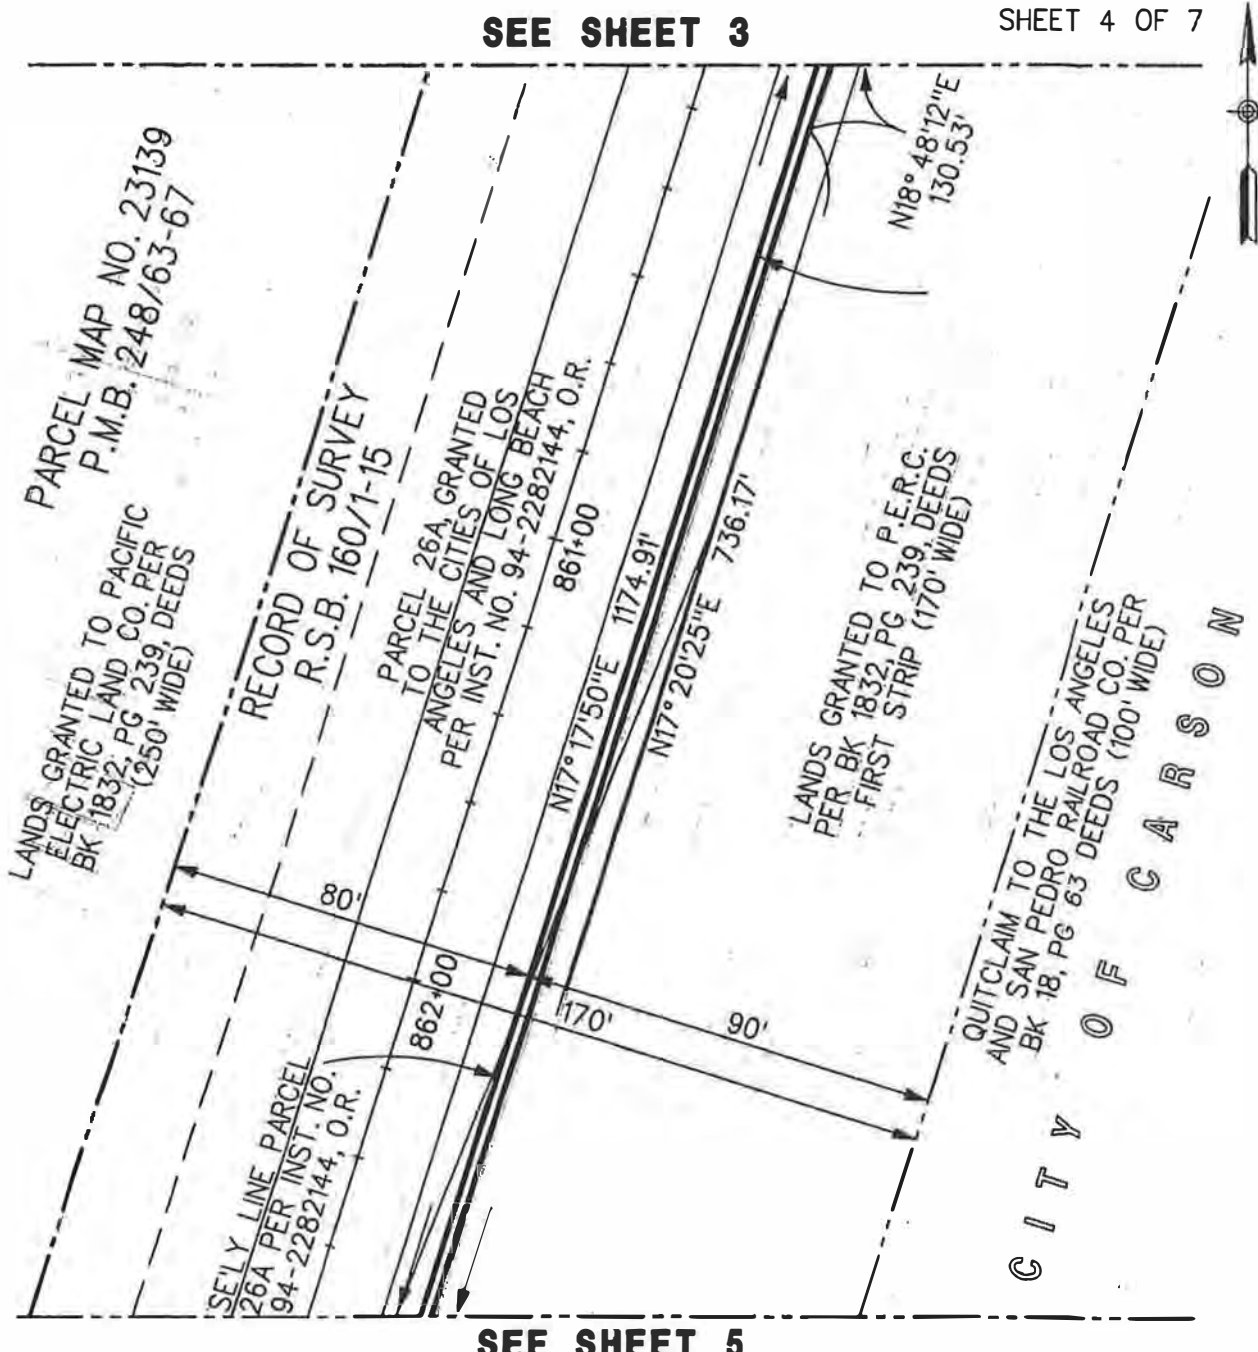 SEE SHEET 3
SHEET 4 OF 7
N18°48'12"E
130.53'
PARCEL MAP NO. 23139
P.M.B. 248/63-67
RECORD OF SURVEY
R.S.B. 160/1-15
PARCEL 26A, GRANTED
TO THE CITIES OF LOS
ANGELES AND LONG BEACH
PER INST. NO. 94-2282144, O.R.
861+00
LANDS GRANTED TO PACIFIC
ELECTRIC LAND CO. PER
BK 1832, PG 239, DEEDS
(250' WIDE)
N17°17'50"E 1174.91'
N17°20'25"E 736.17'
LANDS GRANTED TO P.E.R.C.
PER BK 1832, PG 239, DEEDS
FIRST STRIP (170' WIDE)
QUITCLAIM TO THE LOS ANGELES
AND SAN PEDRO RAILROAD CO. PER
BK 18, PG 63 DEEDS (100' WIDE)
CITY OF CARSON
80'
862+00
170'
90'
SE'LY LINE PARCEL
26A PER INST. NO.
94-2282144, O.R.
SEE SHEET 5